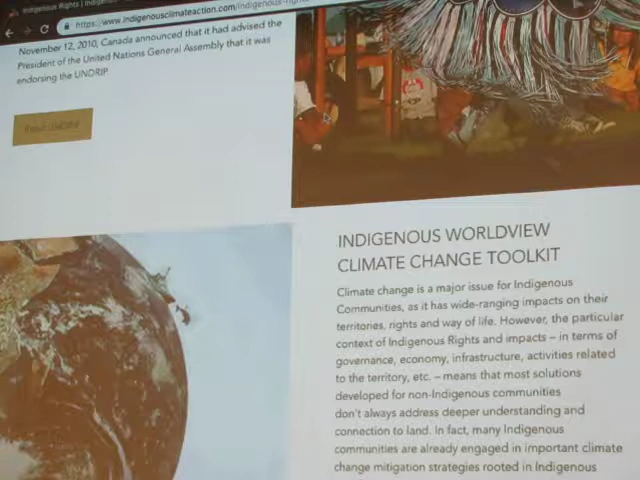 Indigenous Rights | Indige
https://www.indigenousclimateaction.com/indigenous-righ
November 12, 2010, Canada announced that it had advised the
President of the United Nations General Assembly that it was
endorsing the UNDRIP.
INDIGENOUS WORLDVIEW
CLIMATE CHANGE TOOLKIT
Climate change is a major issue for Indigenous
Communities, as it has wide-ranging impacts on their
territories, rights and way of life. However, the particular
context of Indigenous Rights and impacts – in terms of
governance, economy, infrastructure, activities related
to the territory, etc. – means that most solutions
developed for non-Indigenous communities
don't always address deeper understanding and
connection to land. In fact, many Indigenous
communities are already engaged in important climate
change mitigation strategies rooted in Indigenous